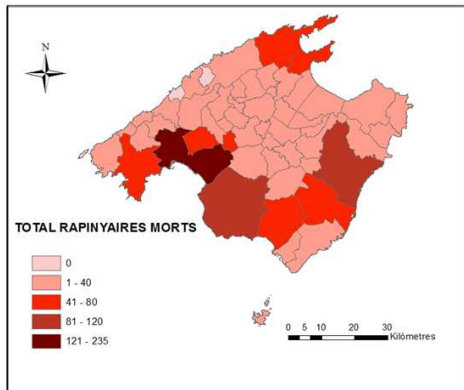 N
TOTAL RAPINYAIRES MORTS
0
1 - 40
41 - 80
81 - 120
121 - 235
0 5 10 20 30
Kilòmetres